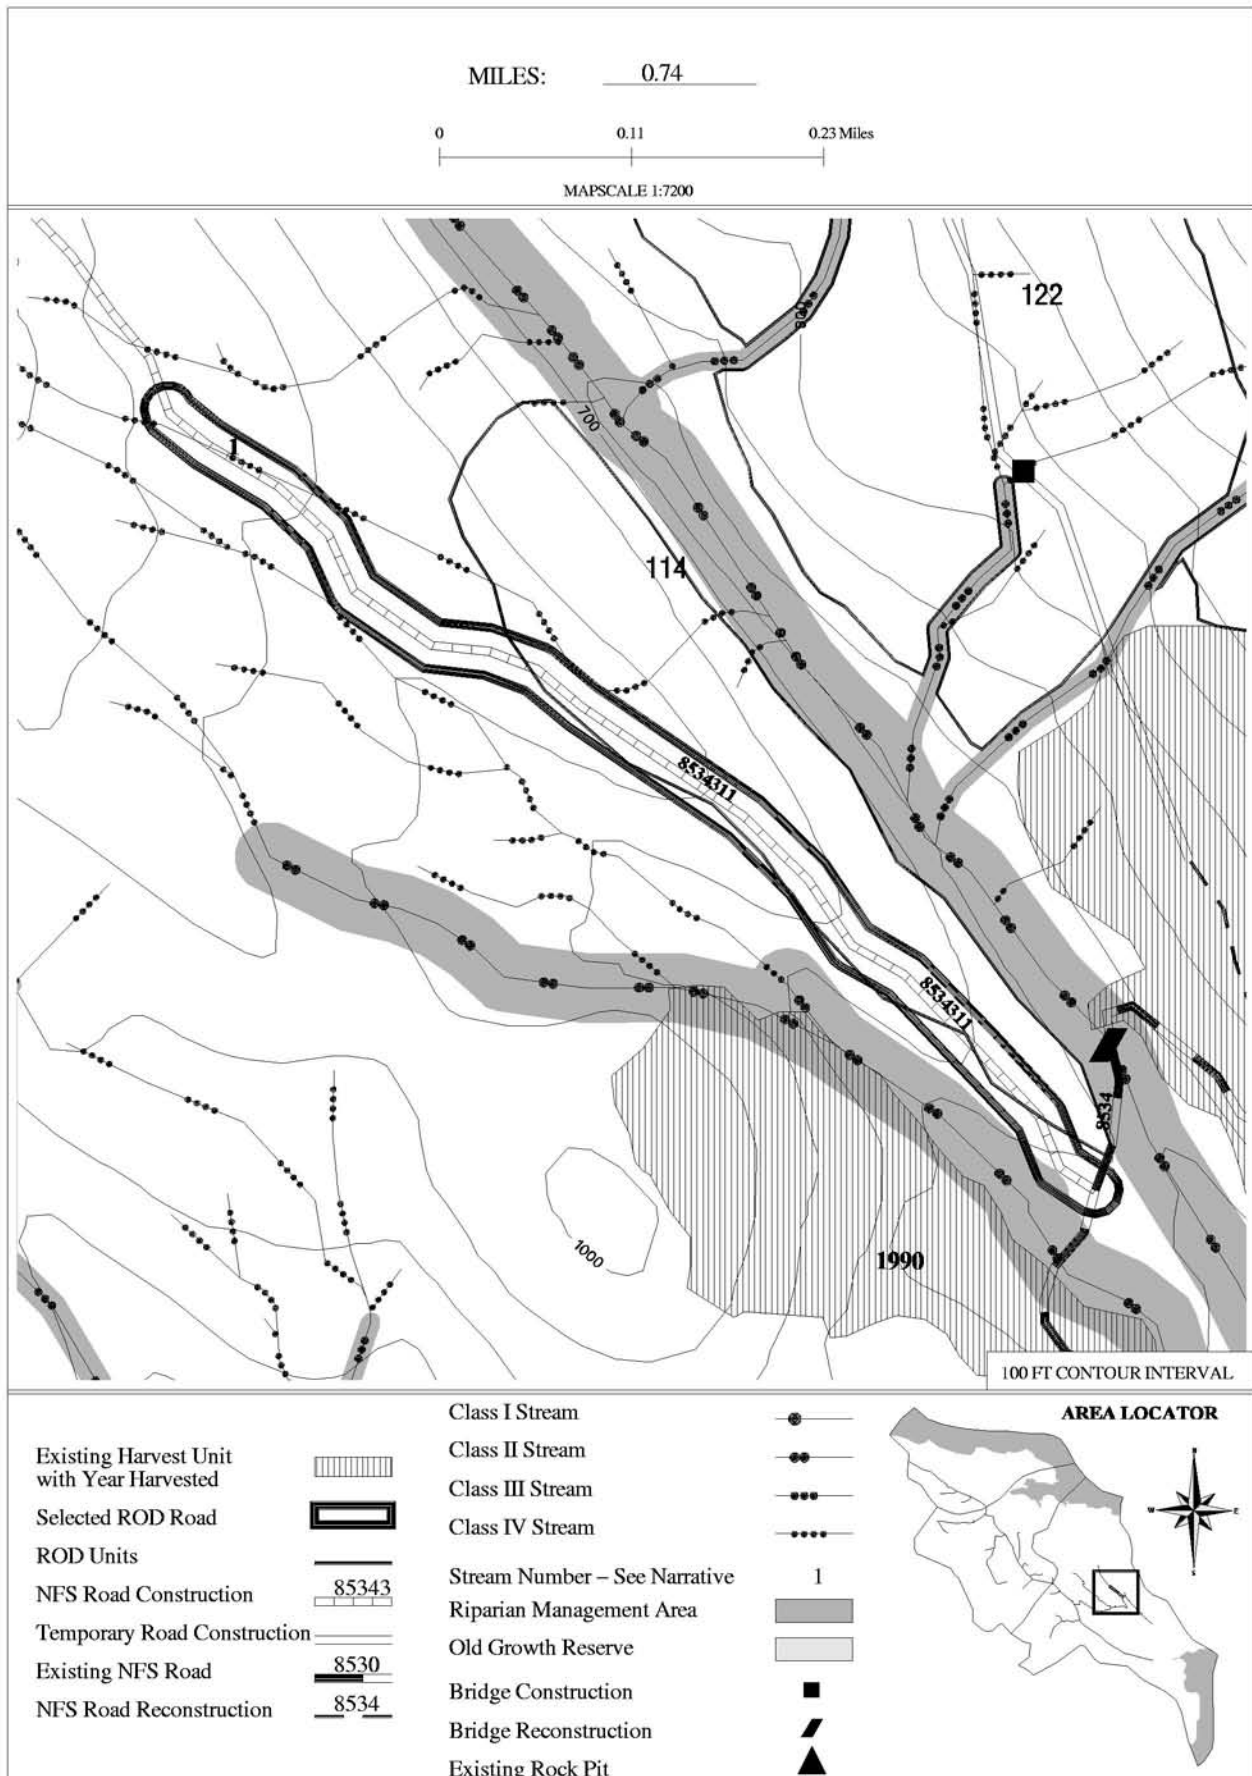 MILES: 0.74
0 0.11 0.23 Miles
MAPSCALE 1:7200
122
800
700
1
114
8534311
8534311
8534
1000
1990
100 FT CONTOUR INTERVAL
Existing Harvest Unit
with Year Harvested
Selected ROD Road
ROD Units
NFS Road Construction 85343
Temporary Road Construction
Existing NFS Road 8530
NFS Road Reconstruction 8534
Class I Stream
Class II Stream
Class III Stream
Class IV Stream
Stream Number – See Narrative 1
Riparian Management Area
Old Growth Reserve
Bridge Construction
Bridge Reconstruction
Existing Rock Pit
AREA LOCATOR
N
W E
S